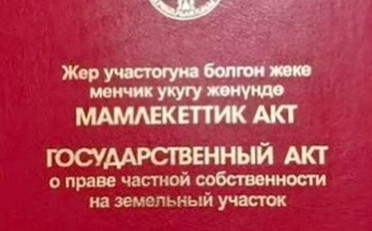 Жер участогуна болгон жеке
менчик укугу жөнүндө
МАМЛЕКЕТТИК АКТ
ГОСУДАРСТВЕННЫЙ АКТ
о праве частной собственности
на земельный участок